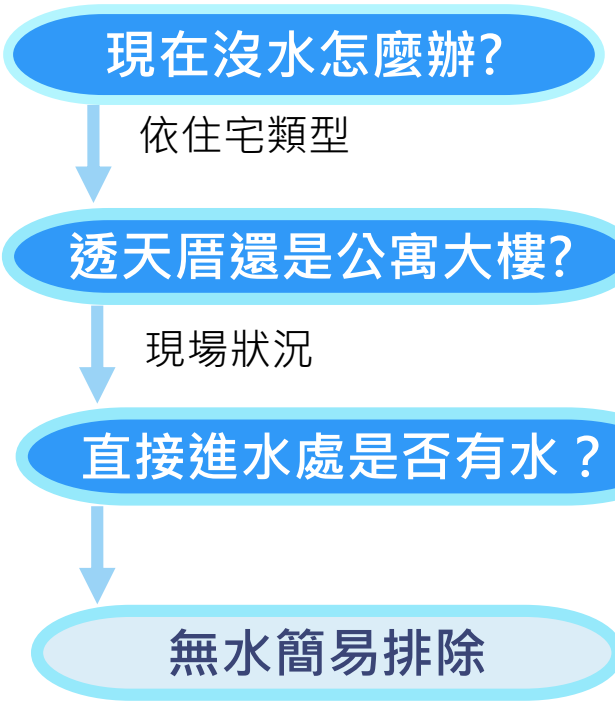 現在沒水怎麼辦?
依住宅類型
透天厝還是公寓大樓?
現場狀況
直接進水處是否有水？
無水簡易排除